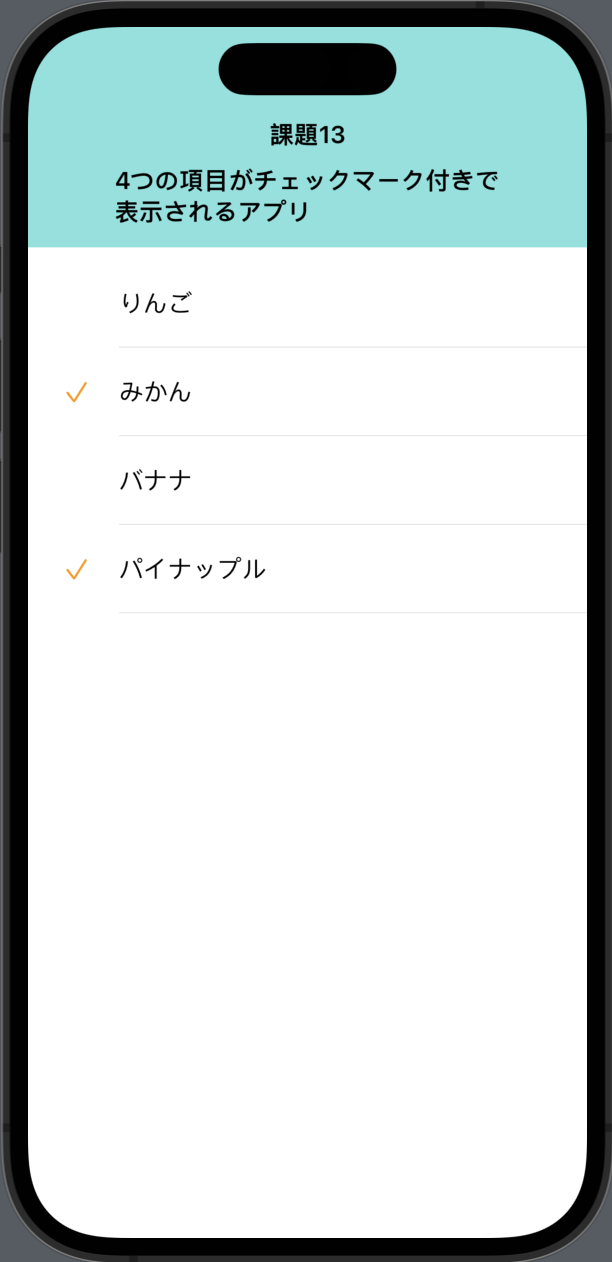 課題13
4つの項目がチェックマーク付きで
表示されるアプリ
りんご
みかん
バナナ
パイナップル